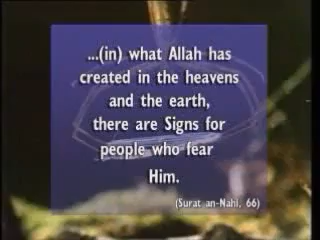 ...(in) what Allah has
created in the heavens
and the earth,
there are Signs for
people who fear
Him.
(Surat an-Nahl, 66)